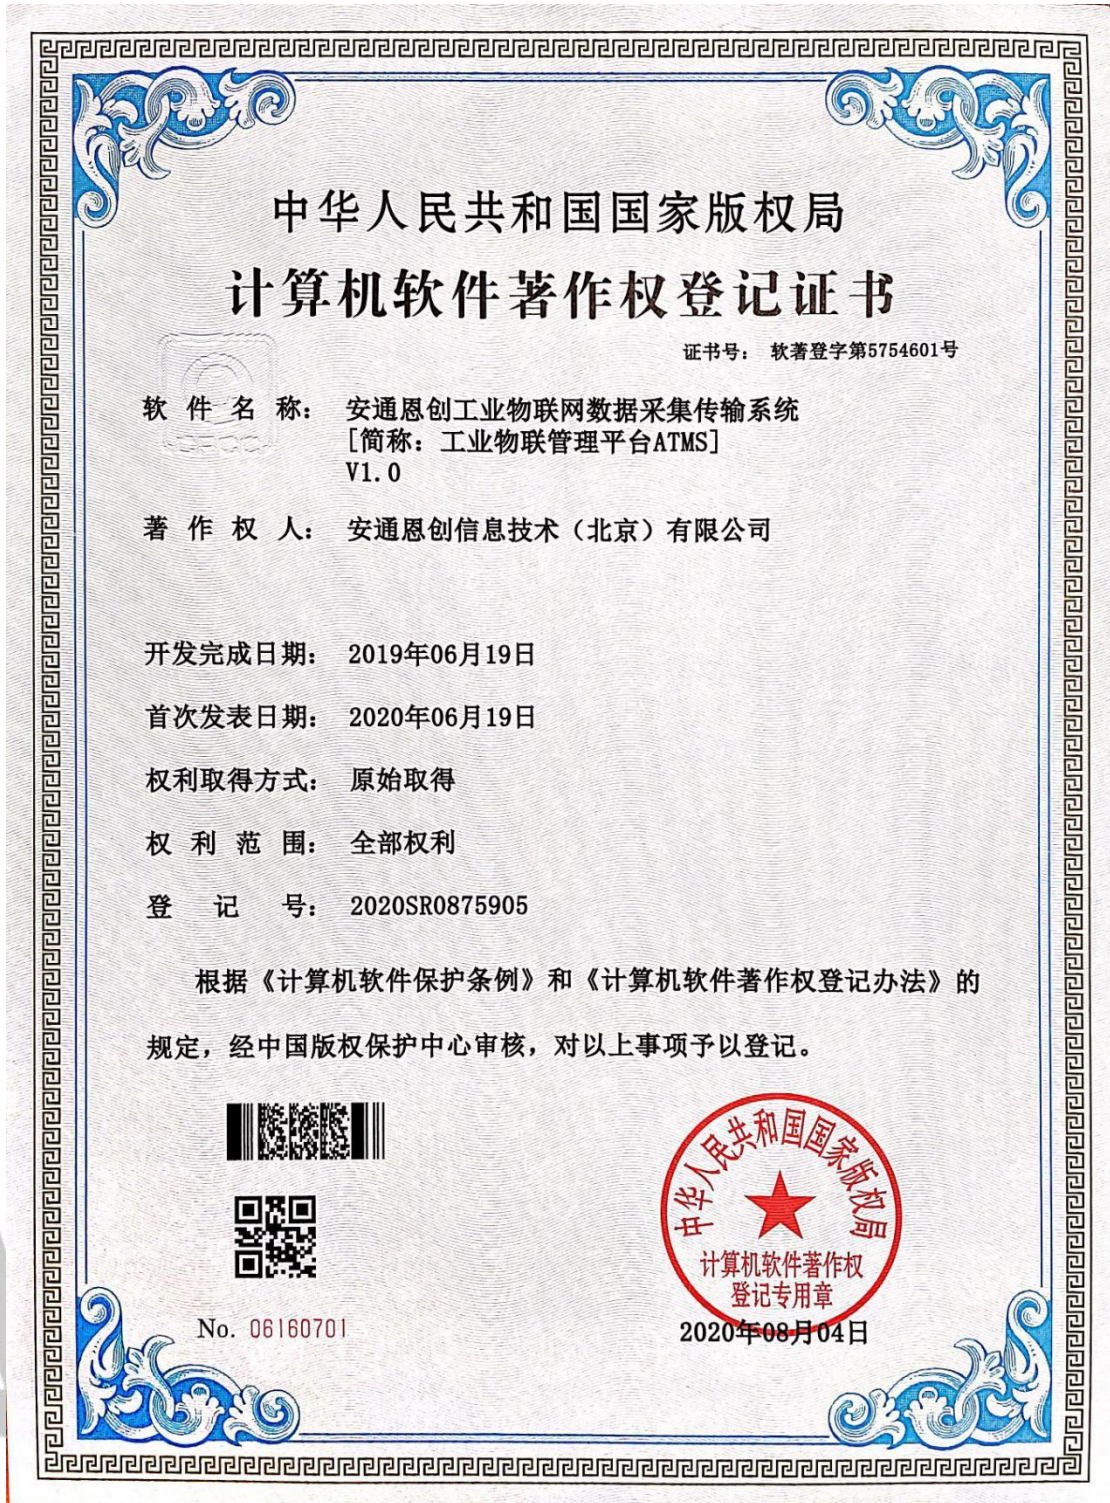 中华人民共和国国家版权局
计算机软件著作权登记证书
证书号： 软著登字第5754601号
软件名称： 安通恩创工业物联网数据采集传输系统
[简称：工业物联管理平台ATMS]
V1.0
著作权人： 安通恩创信息技术（北京）有限公司
开发完成日期： 2019年06月19日
首次发表日期： 2020年06月19日
权利取得方式： 原始取得
权利范围： 全部权利
登记号： 2020SR0875905
根据《计算机软件保护条例》和《计算机软件著作权登记办法》的
规定，经中国版权保护中心审核，对以上事项予以登记。
中华人民共和国国家版权局
计算机软件著作权
登记专用章
No. 06160701
2020年08月04日